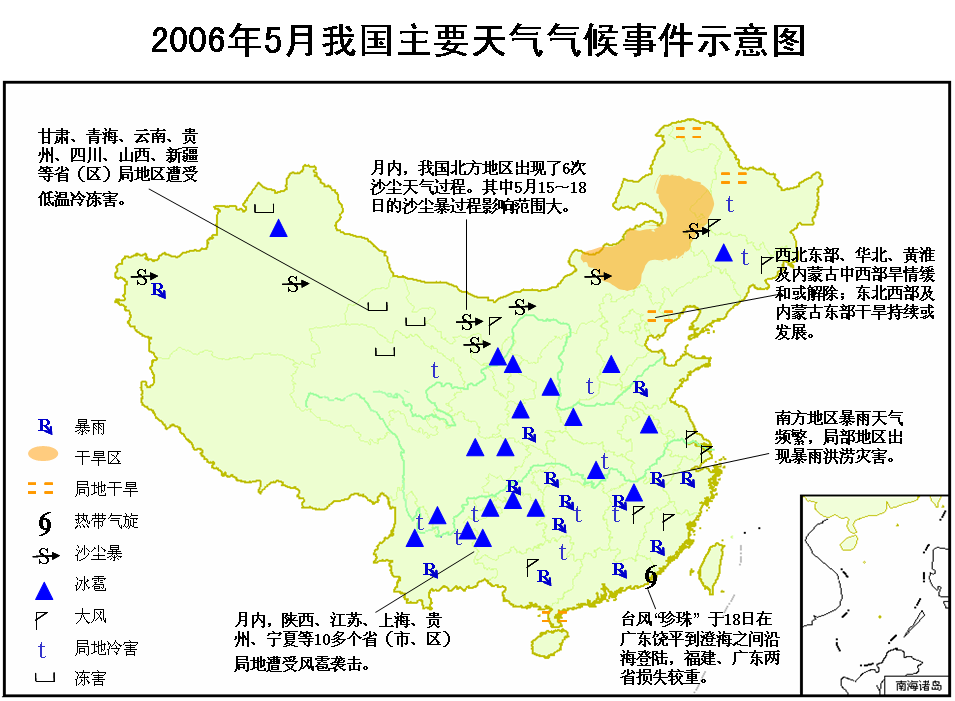 2006年5月我国主要天气气候事件示意图
甘肃、青海、云南、贵
州、四川、山西、新疆
等省（区）局地区遭受
低温冷冻害。
月内，我国北方地区出现了6次
沙尘天气过程。其中5月15～18
日的沙尘暴过程影响范围大。
西北东部、华北、黄淮
及内蒙古中西部旱情缓
和或解除；东北西部及
内蒙古东部干旱持续或
发展。
南方地区暴雨天气
频繁，局部地区出
现暴雨洪涝灾害。
暴雨
干旱区
局地干旱
热带气旋
沙尘暴
冰雹
大风
局地冷害
冻害
月内，陕西、江苏、上海、贵
州、宁夏等10多个省（市、区）
局地遭受风雹袭击。
台风“珍珠”于18日在
广东饶平到澄海之间沿
海登陆，福建、广东两
省损失较重。
南海诸岛